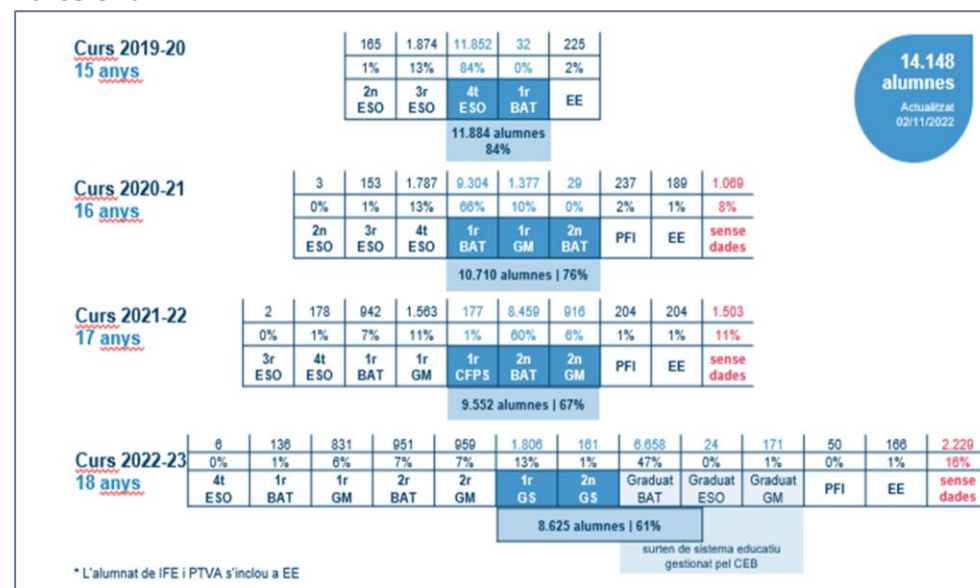 Curs 2019-20
15 anys
165 1.874 11.852 32 225
1% 13% 84% 0% 2%
2n 3r 4t 1r EE
ESO ESO ESO BAT
11.884 alumnes
84%
14.148
alumnes
Actualitzat
02/11/2022
Curs 2020-21
16 anys
3 153 1.787 9.304 1.377 29 237 189 1.069
0% 1% 13% 66% 10% 0% 2% 1% 8%
2n 3r 4t 1r 1r 2n PFI EE sense
ESO ESO ESO BAT GM BAT dades
10.710 alumnes | 76%
Curs 2021-22
17 anys
2 178 942 1.563 177 8.459 916 204 204 1.503
0% 1% 7% 11% 1% 60% 6% 1% 1% 11%
3r 4t 1r 1r 1r 2n 2n PFI EE sense
ESO ESO BAT GM CFPS BAT GM dades
9.552 alumnes | 67%
Curs 2022-23
18 anys
6 136 831 951 959 1.806 161 6.658 24 171 50 166 2.229
0% 1% 6% 7% 7% 13% 1% 47% 0% 1% 0% 1% 16%
4t 1r 1r 2r 2r 1r 2n Graduat Graduat Graduat PFI EE sense
ESO BAT GM BAT GM GS GS BAT ESO GM dades
8.625 alumnes | 61%
surten de sistema educatiu
gestionat pel CEB
* L'alumnat de IFE i PTVA s'inclou a EE